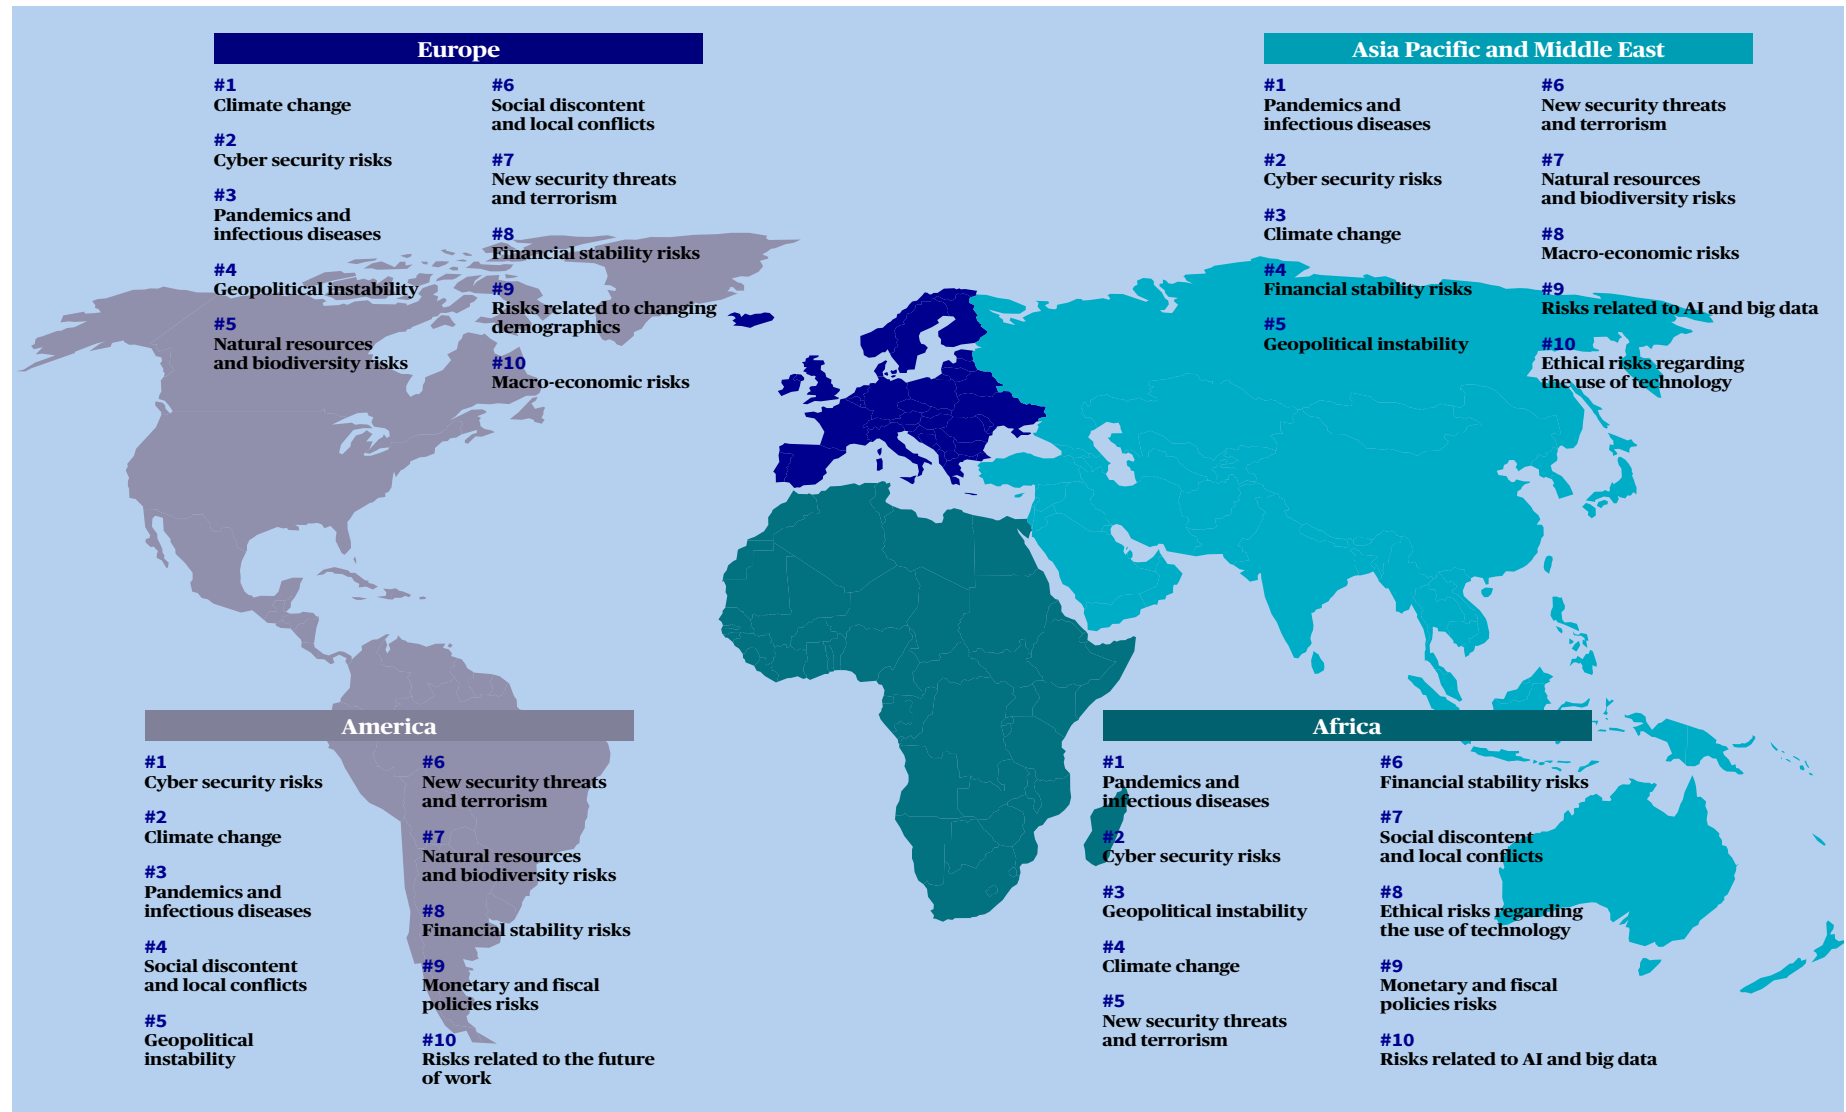 Europe
#1
Climate change
#2
Cyber security risks
#3
Pandemics and
infectious diseases
#4
Geopolitical instability
#5
Natural resources
and biodiversity risks
#6
Social discontent
and local conflicts
#7
New security threats
and terrorism
#8
Financial stability risks
#9
Risks related to changing
demographics
#10
Macro-economic risks
Asia Pacific and Middle East
#1
Pandemics and
infectious diseases
#2
Cyber security risks
#3
Climate change
#4
Financial stability risks
#5
Geopolitical instability
#6
New security threats
and terrorism
#7
Natural resources
and biodiversity risks
#8
Macro-economic risks
#9
Risks related to AI and big data
#10
Ethical risks regarding
the use of technology
America
#1
Cyber security risks
#2
Climate change
#3
Pandemics and
infectious diseases
#4
Social discontent
and local conflicts
#5
Geopolitical
instability
#6
New security threats
and terrorism
#7
Natural resources
and biodiversity risks
#8
Financial stability risks
#9
Monetary and fiscal
policies risks
#10
Risks related to the future
of work
Africa
#1
Pandemics and
infectious diseases
#2
Cyber security risks
#3
Geopolitical instability
#4
Climate change
#5
New security threats
and terrorism
#6
Financial stability risks
#7
Social discontent
and local conflicts
#8
Ethical risks regarding
the use of technology
#9
Monetary and fiscal
policies risks
#10
Risks related to AI and big data